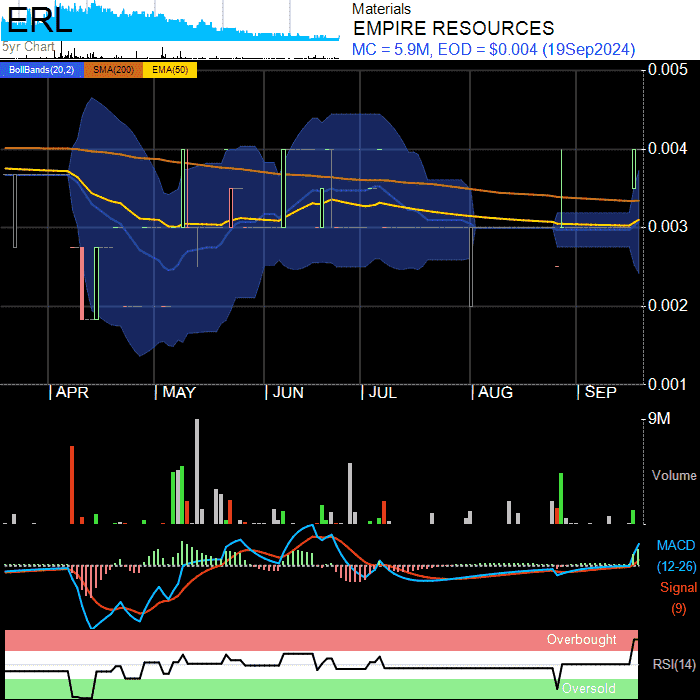 ERL
5yr Chart
Materials
EMPIRE RESOURCES
MC = 5.9M, EOD = $0.004 (19Sep2024)
BollBands(20,2) SMA(200) EMA(50)
0.005
0.004
0.003
0.002
0.001
APR MAY JUN JUL AUG SEP
9M
Volume
MACD
(12-26)
Signal
(9)
Overbought
RSI(14)
Oversold